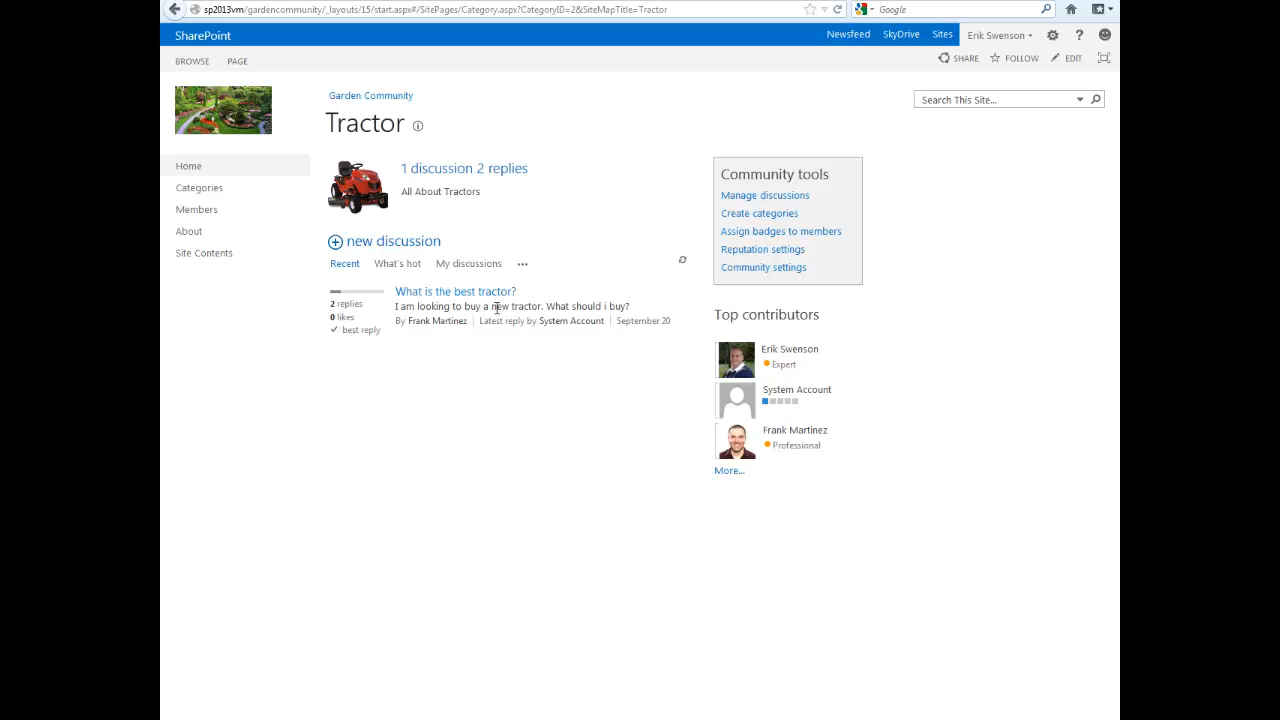 sp2013vm/gardencommunity/_layouts/15/start.aspx#/SitePages/Category.aspx?CategoryID=2&SiteMapTitle=Tractor
Google
SharePoint
Newsfeed SkyDrive Sites Erik Swenson ?
BROWSE PAGE
SHARE FOLLOW EDIT
Garden Community
Search This Site...
Tractor
Home
Categories
Members
About
Site Contents
1 discussion 2 replies
All About Tractors
new discussion
Recent What's hot My discussions ...
2 replies
0 likes
best reply
What is the best tractor?
I am looking to buy a new tractor. What should i buy?
By Frank Martinez | Latest reply by System Account | September 20
Community tools
Manage discussions
Create categories
Assign badges to members
Reputation settings
Community settings
Top contributors
Erik Swenson
Expert
System Account
Frank Martinez
Professional
More...